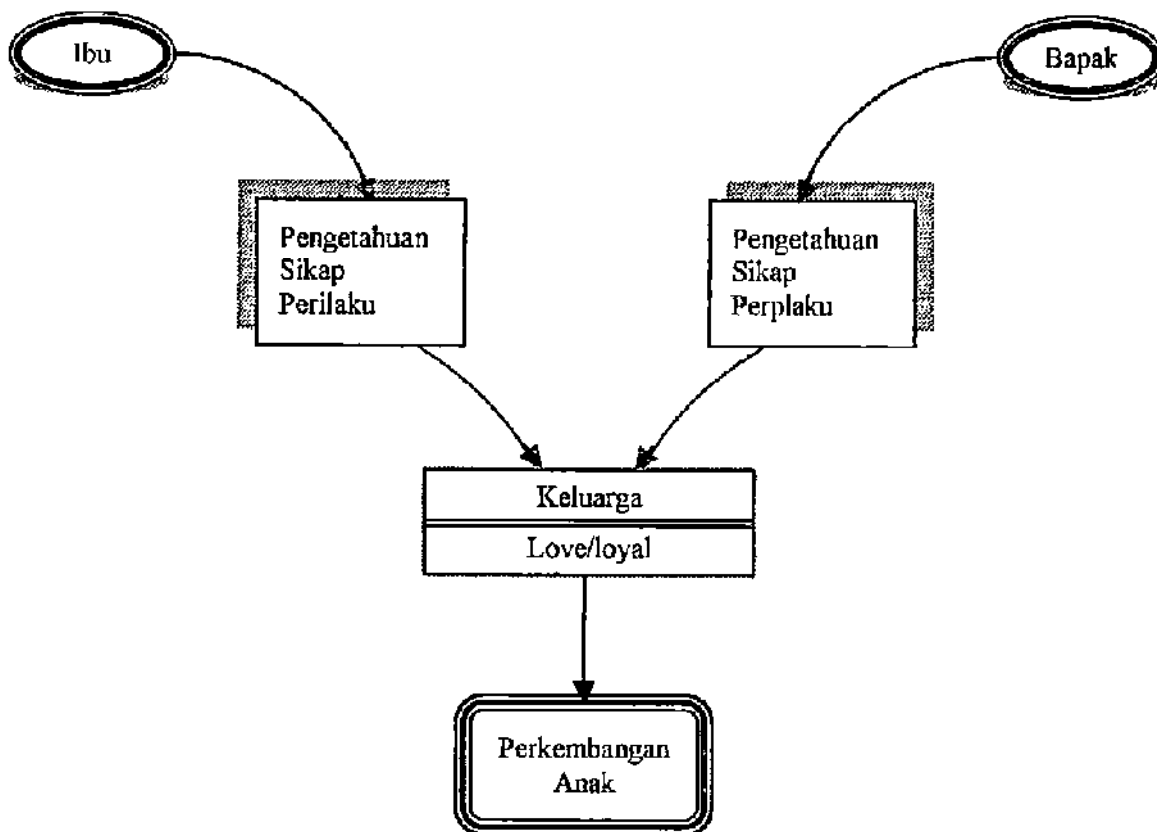 Ibu
Bapak
Pengetahuan
Sikap
Perilaku
Pengetahuan
Sikap
Perplaku
Keluarga
Love/loyal
Perkembangan
Anak